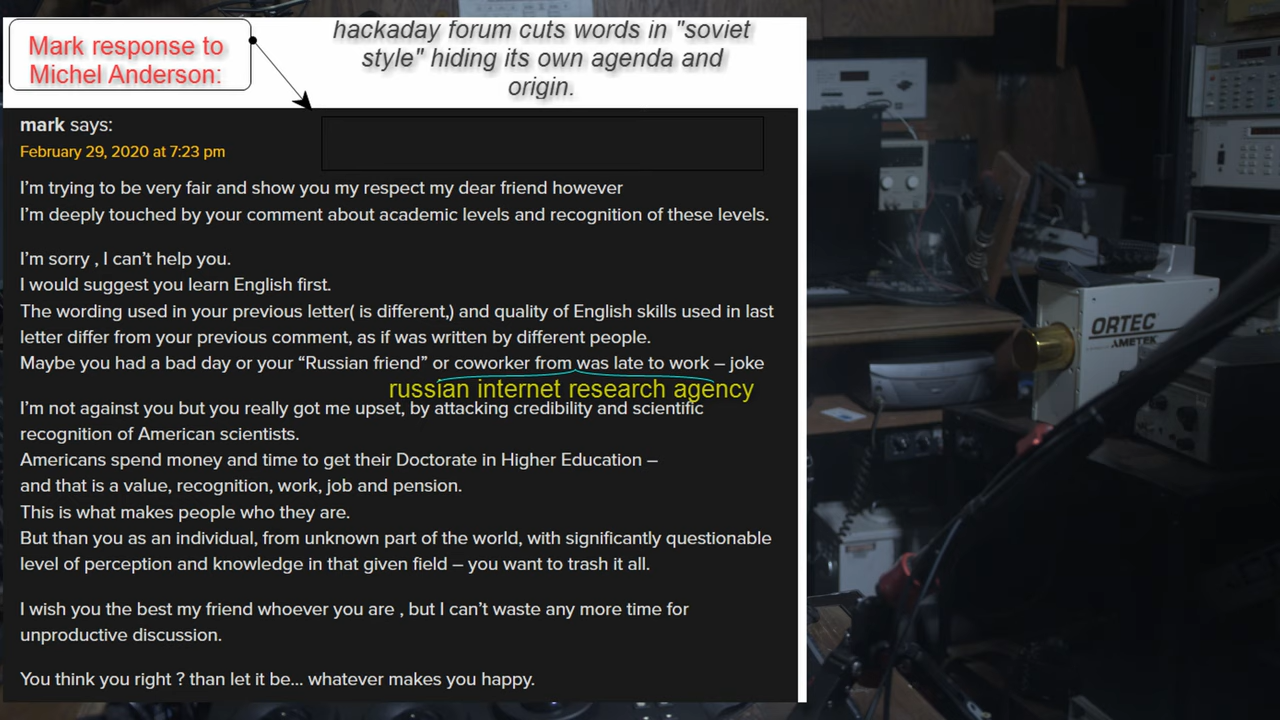 Mark response to
Michel Anderson:
hackaday forum cuts words in "soviet
style" hiding its own agenda and
origin.
mark says:
February 29, 2020 at 7:23 pm
I'm trying to be very fair and show you my respect my dear friend however
I'm deeply touched by your comment about academic levels and recognition of these levels.
I'm sorry , I can't help you.
I would suggest you learn English first.
The wording used in your previous letter( is different,) and quality of English skills used in last
letter differ from your previous comment, as if was written by different people.
Maybe you had a bad day or your “Russian friend” or coworker from was late to work – joke
russian internet research agency
I'm not against you but you really got me upset, by attacking credibility and scientific
recognition of American scientists.
Americans spend money and time to get their Doctorate in Higher Education –
and that is a value, recognition, work, job and pension.
This is what makes people who they are.
But than you as an individual, from unknown part of the world, with significantly questionable
level of perception and knowledge in that given field – you want to trash it all.
I wish you the best my friend whoever you are , but I can't waste any more time for
unproductive discussion.
You think you right ? than let it be... whatever makes you happy.
ORTEC
AMETEK